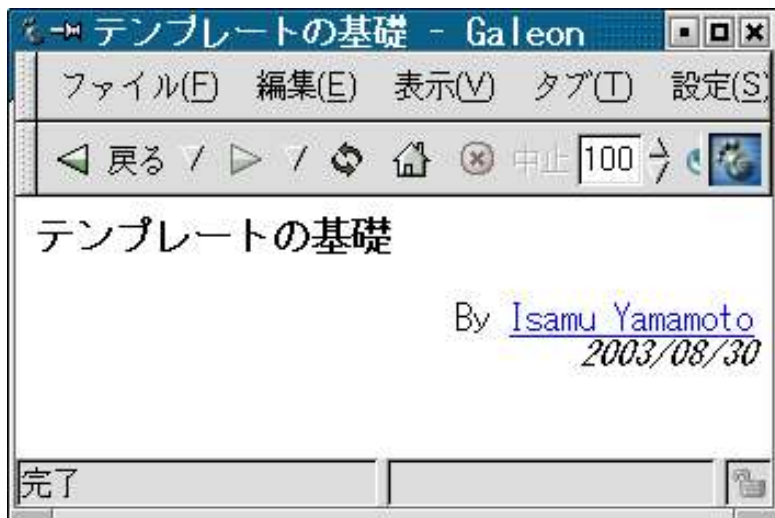 テンプレートの基礎 - Galeon
ファイル(F) 編集(E) 表示(V) タブ(T) 設定(S)
戻る 中止 100
テンプレートの基礎
By Isamu Yamamoto
2003/08/30
完了